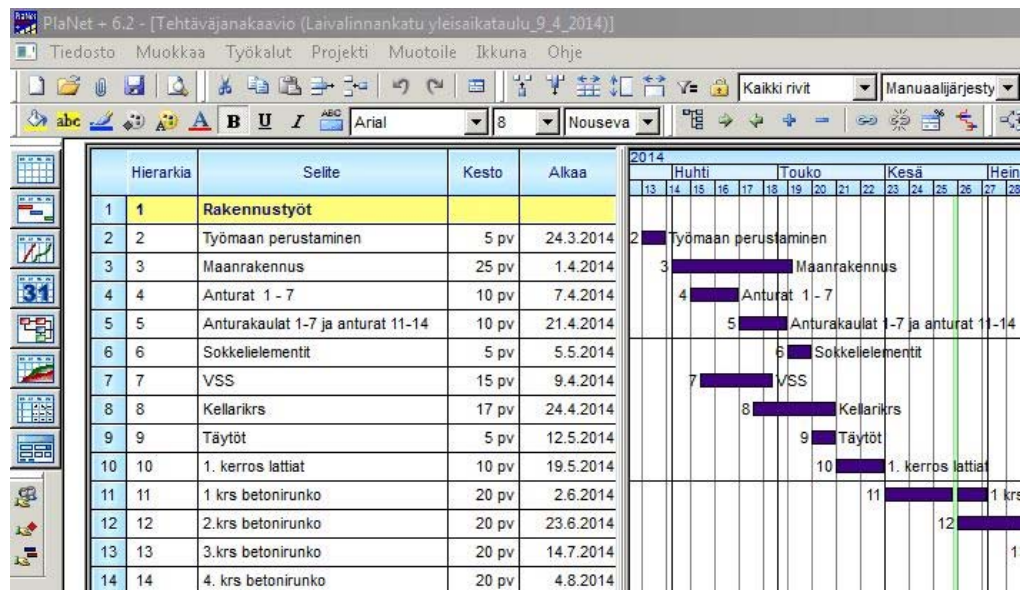 PlaNet + 6.2 - [Tehtäväjanakaavio (Laivalinnankatu yleisaikataulu_9_4_2014)]
Tiedosto Muokkaa Työkalut Projekti Muotoile Ikkuna Ohje
Kaikki rivit Manuaalijärjesty
abc A B U I ABC Arial 8 Nouseva
Hierarkia Selite Kesto Alkaa
2014
Huhti Touko Kesä Hein
13 14 15 16 17 18 19 20 21 22 23 24 25 26 27 28
1 1 Rakennustyöt
2 2 Työmaan perustaminen 5 pv 24.3.2014 2 Työmaan perustaminen
3 3 Maanrakennus 25 pv 1.4.2014 3 Maanrakennus
4 4 Anturat 1 - 7 10 pv 7.4.2014 4 Anturat 1 - 7
5 5 Anturakaulat 1-7 ja anturat 11-14 10 pv 21.4.2014 5 Anturakaulat 1-7 ja anturat 11-14
6 6 Sokkelielementit 5 pv 5.5.2014 6 Sokkelielementit
7 7 VSS 15 pv 9.4.2014 7 VSS
8 8 Kellarikrs 17 pv 24.4.2014 8 Kellarikrs
9 9 Täytöt 5 pv 12.5.2014 9 Täytöt
10 10 1. kerros lattiat 10 pv 19.5.2014 10 1. kerros lattiat
11 11 1 krs betonirunko 20 pv 2.6.2014 11 1 krs
12 12 2.krs betonirunko 20 pv 23.6.2014 12
13 13 3.krs betonirunko 20 pv 14.7.2014 1
14 14 4. krs betonirunko 20 pv 4.8.2014
31